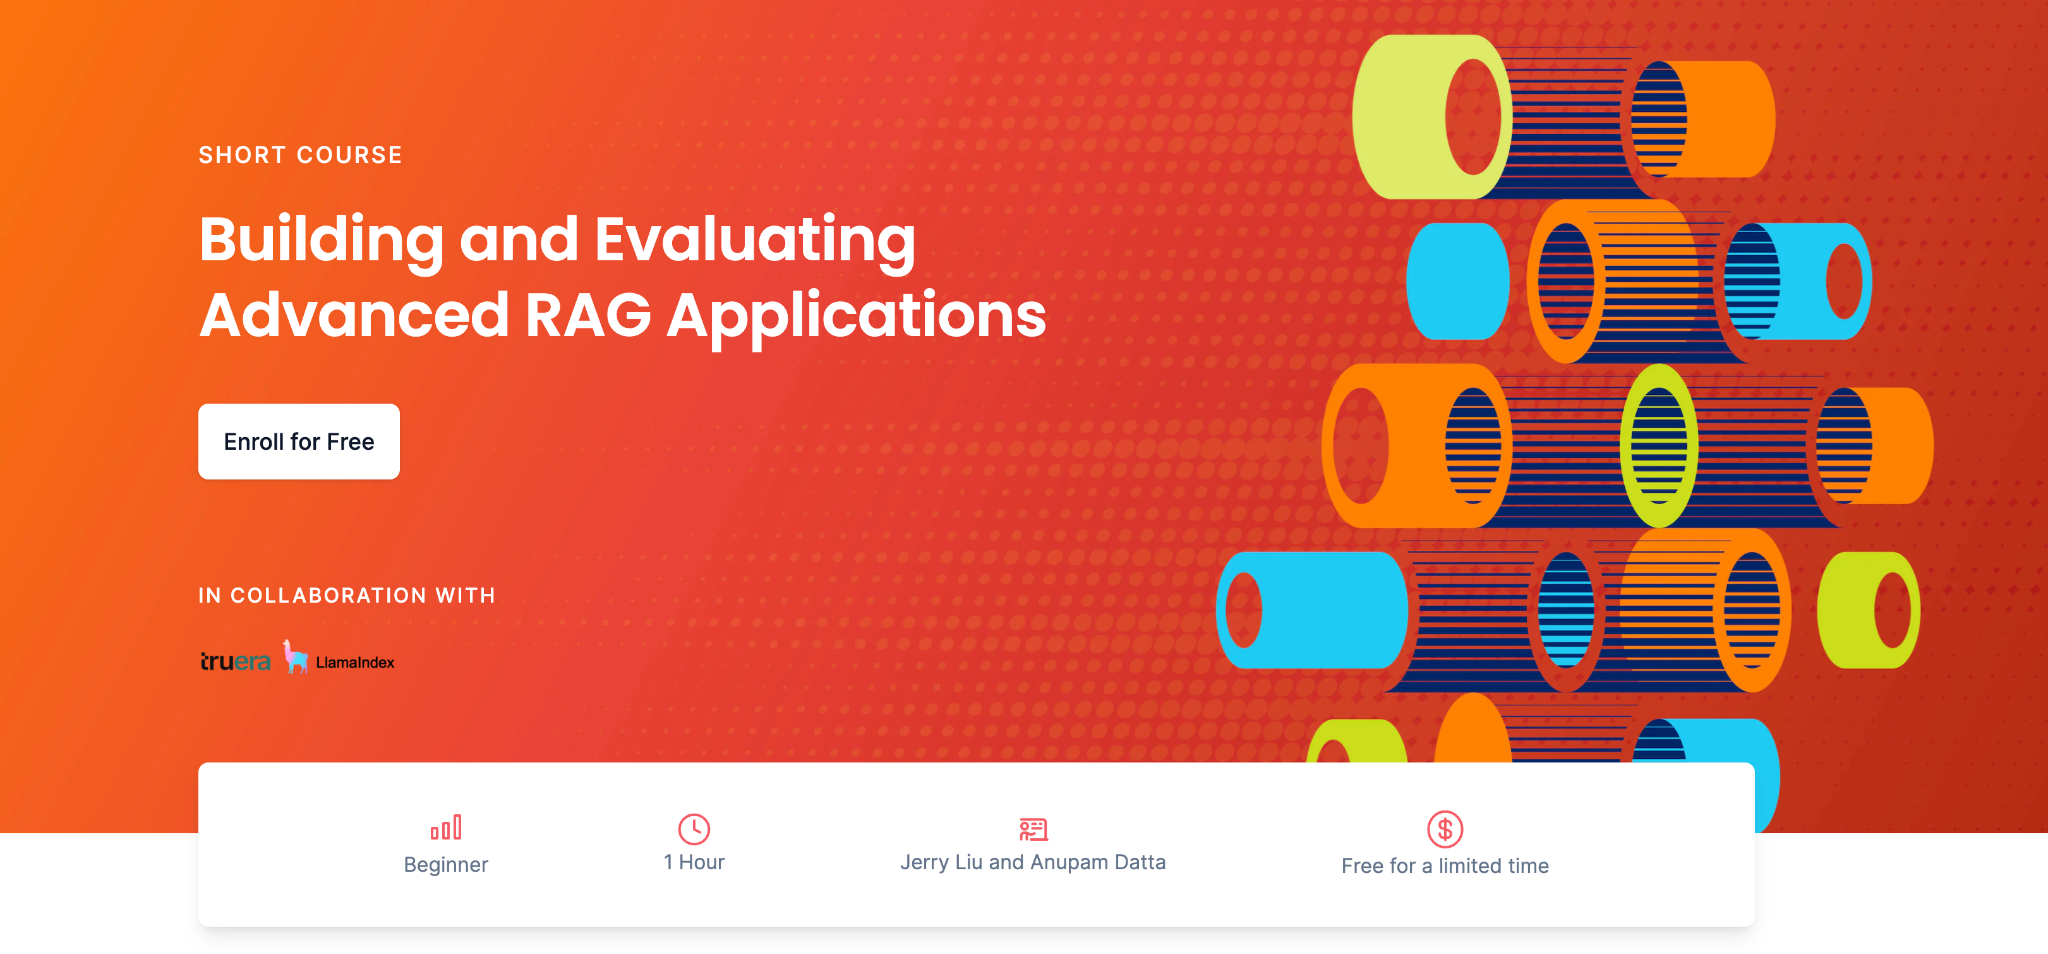 SHORT COURSE
Building and Evaluating
Advanced RAG Applications
Enroll for Free
IN COLLABORATION WITH
truera LlamaIndex
Beginner
1 Hour
Jerry Liu and Anupam Datta
Free for a limited time